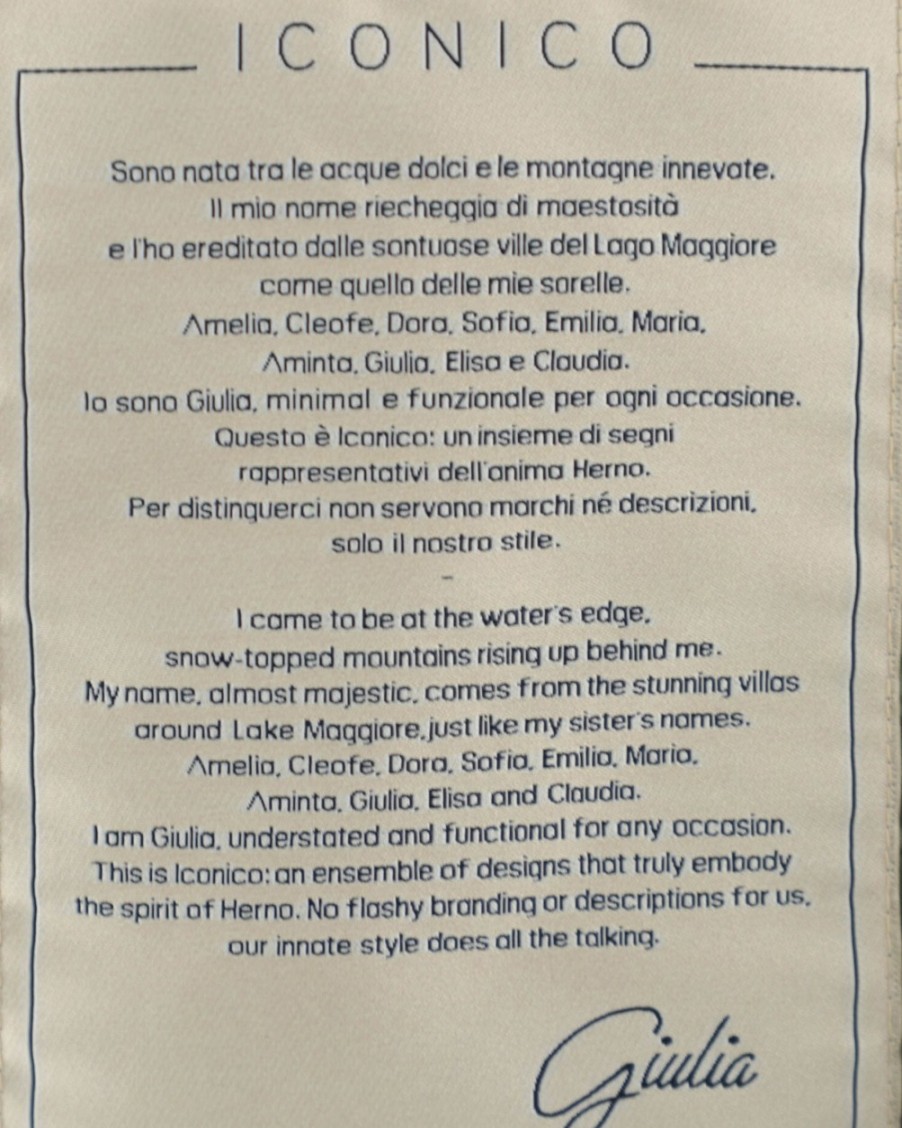 ICONICO
Sono nata tra le acque dolci e le montagne innevate.
Il mio nome riecheggia di maestosità
e l'ho ereditato dalle sontuose ville del Lago Maggiore
come quello delle mie sorelle.
Amelia, Cleofe, Dora, Sofia, Emilia, Maria,
Aminta, Giulia, Elisa e Claudia.
Io sono Giulia, minimal e funzionale per ogni occasione.
Questo è Iconico: un insieme di segni
rappresentativi dell'anima Herno.
Per distinguerci non servono marchi né descrizioni,
solo il nostro stile.
-
I came to be at the water's edge,
snow-topped mountains rising up behind me.
My name, almost majestic, comes from the stunning villas
around Lake Maggiore, just like my sister's names.
Amelia, Cleofe, Dora, Sofia, Emilia, Maria,
Aminta, Giulia, Elisa and Claudia.
I am Giulia, understated and functional for any occasion.
This is Iconico: an ensemble of designs that truly embody
the spirit of Herno. No flashy branding or descriptions for us,
our innate style does all the talking.
Giulia